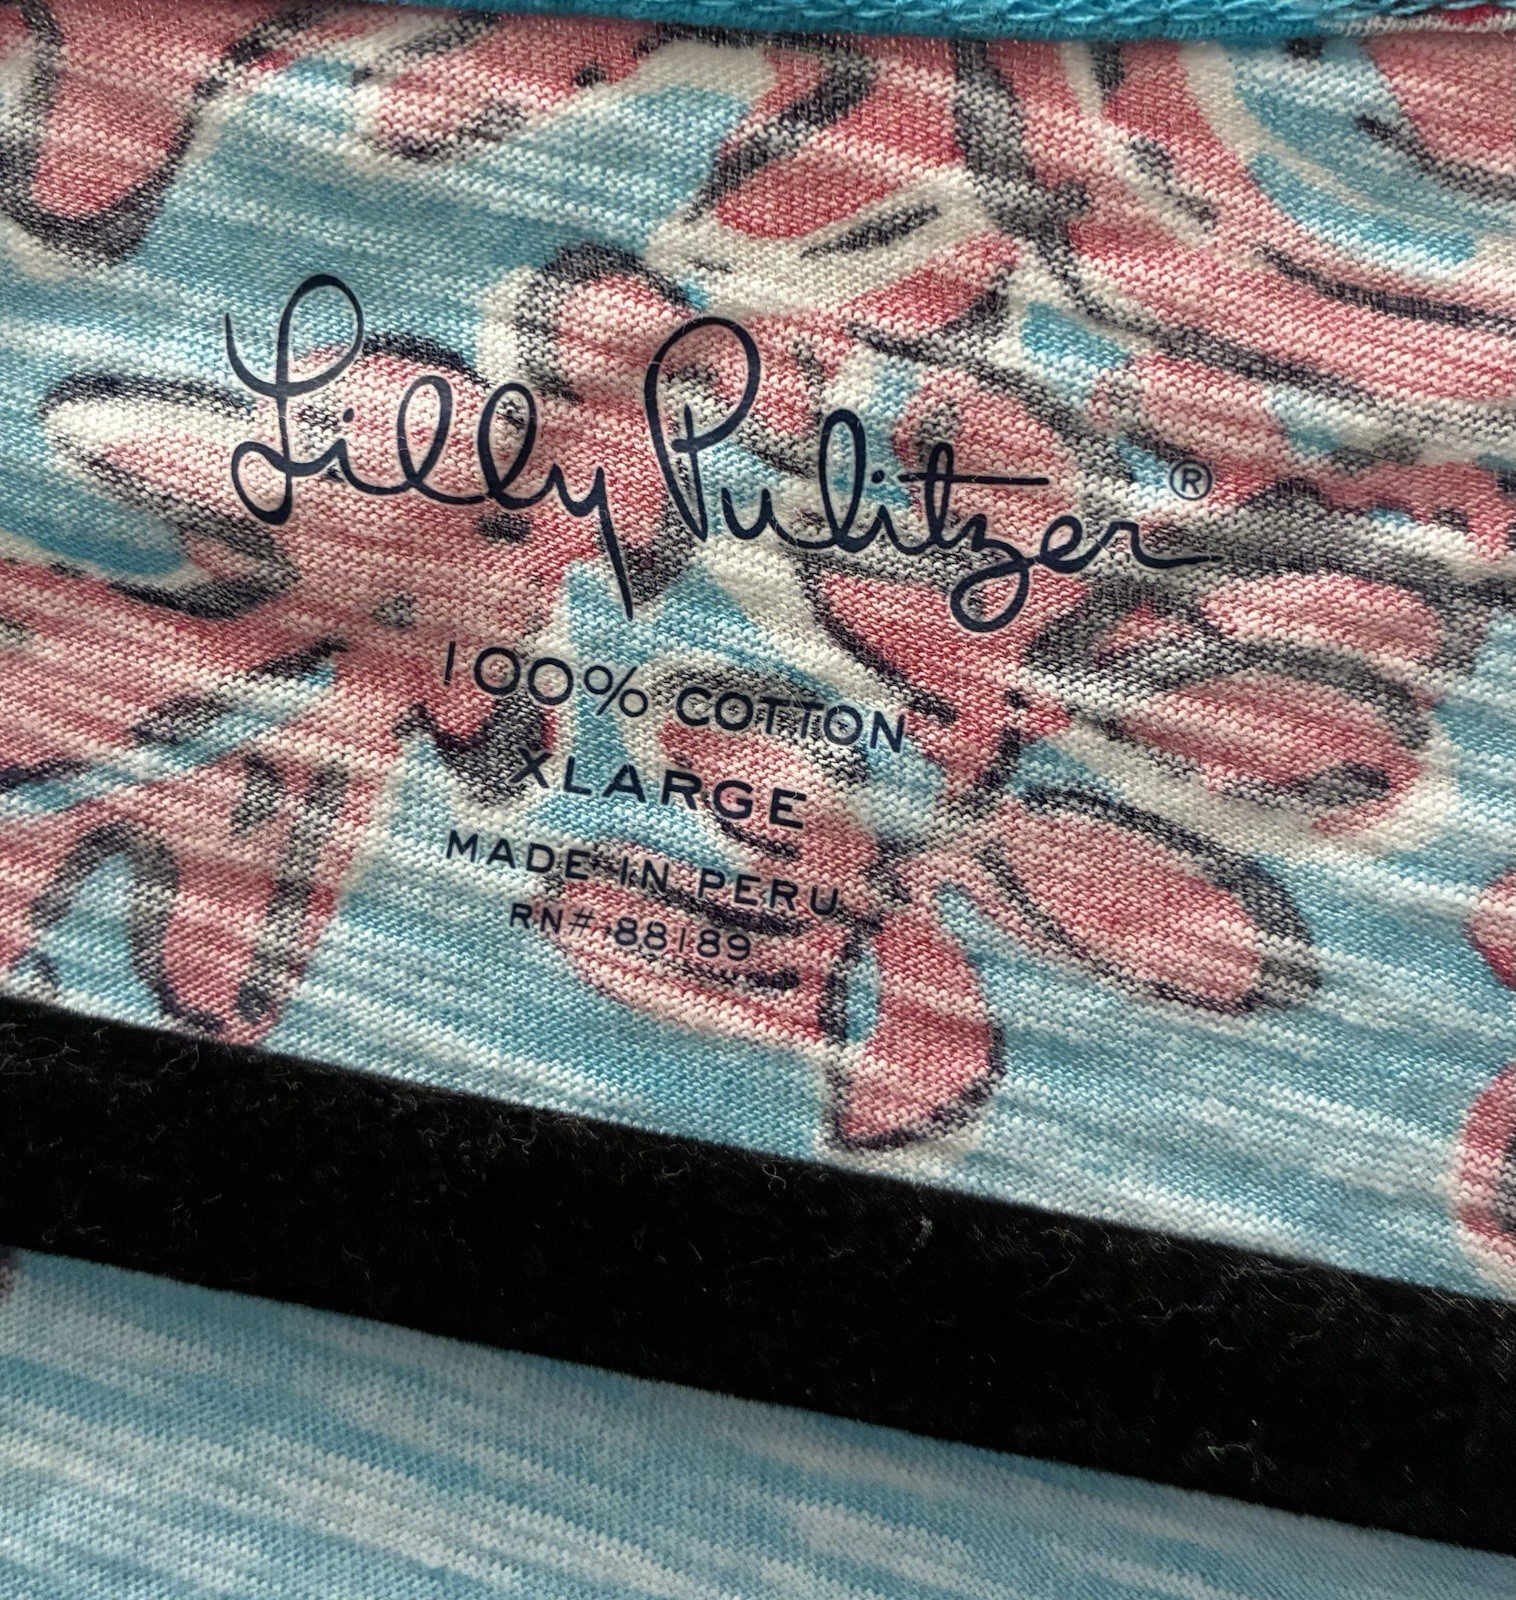 Lilly Pulitzer®
100% COTTON
XLARGE
MADE IN PERU
RN# 88189